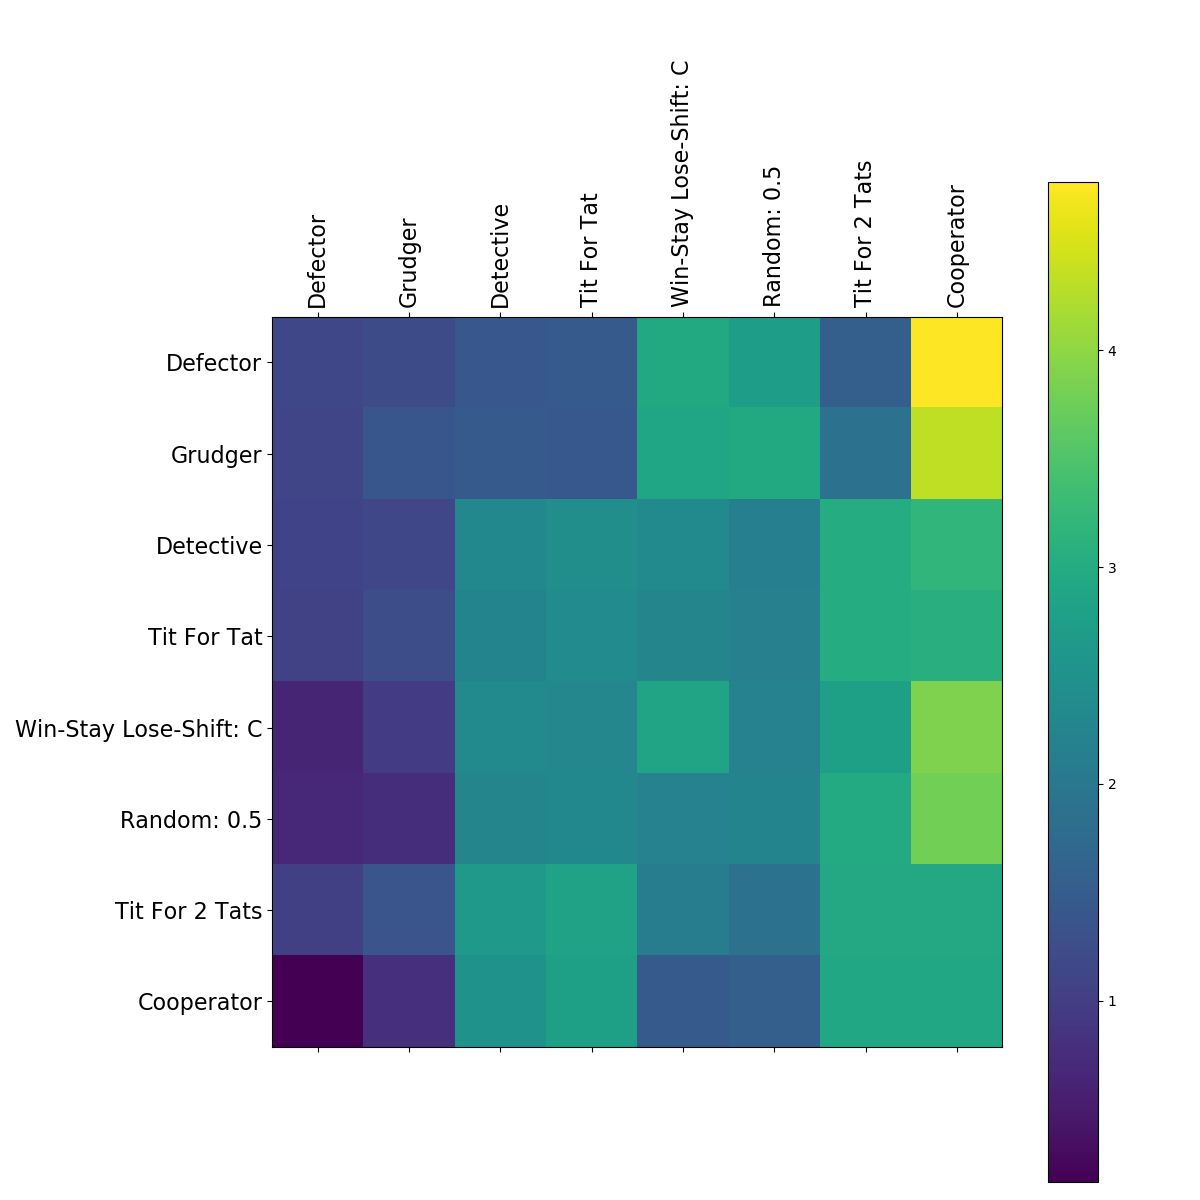 Defector
Grudger
Detective
Tit For Tat
Win-Stay Lose-Shift: C
Random: 0.5
Tit For 2 Tats
Cooperator
Defector
Grudger
Detective
Tit For Tat
Win-Stay Lose-Shift: C
Random: 0.5
Tit For 2 Tats
Cooperator
4
3
2
1